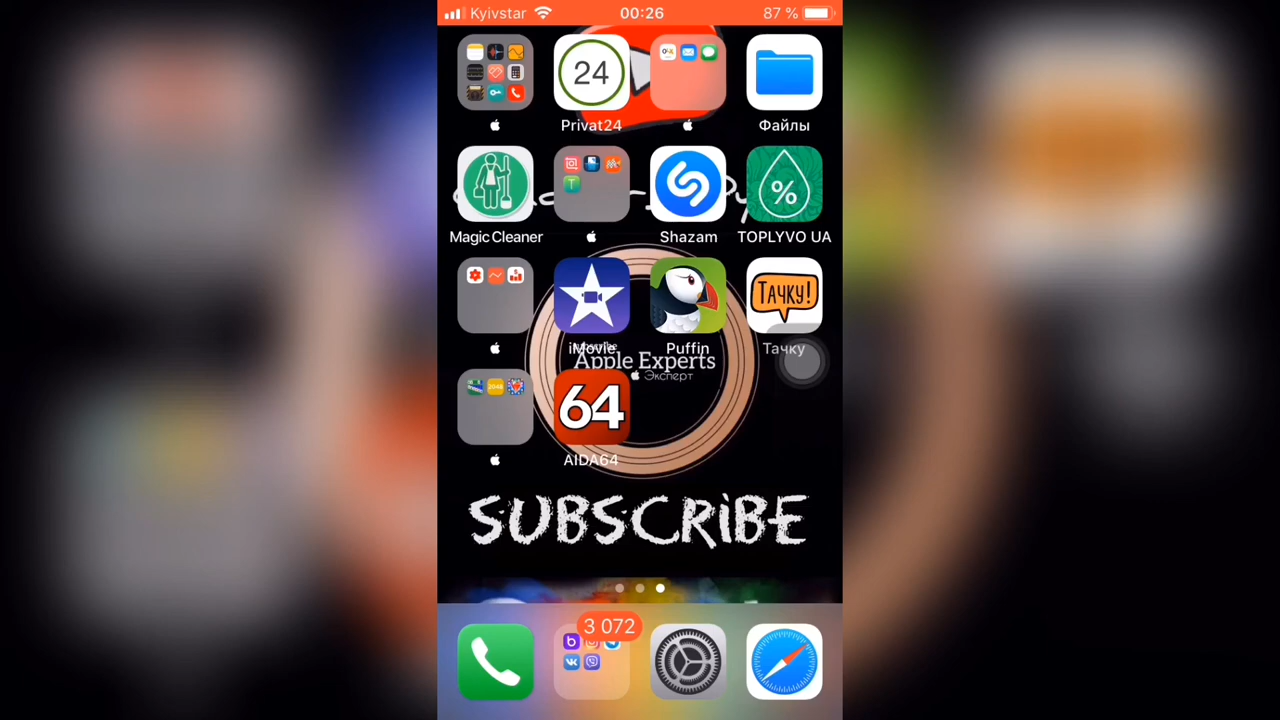 Kyivstar 00:26 87 %
24
Privat24 Файлы
%
Magic Cleaner Shazam TOPLYVO UA
ТАЧКУ!
iMovie Puffin Тачку
Apple Experts
Эксперт
64
AIDA64
SUBSCRIBE
3 072